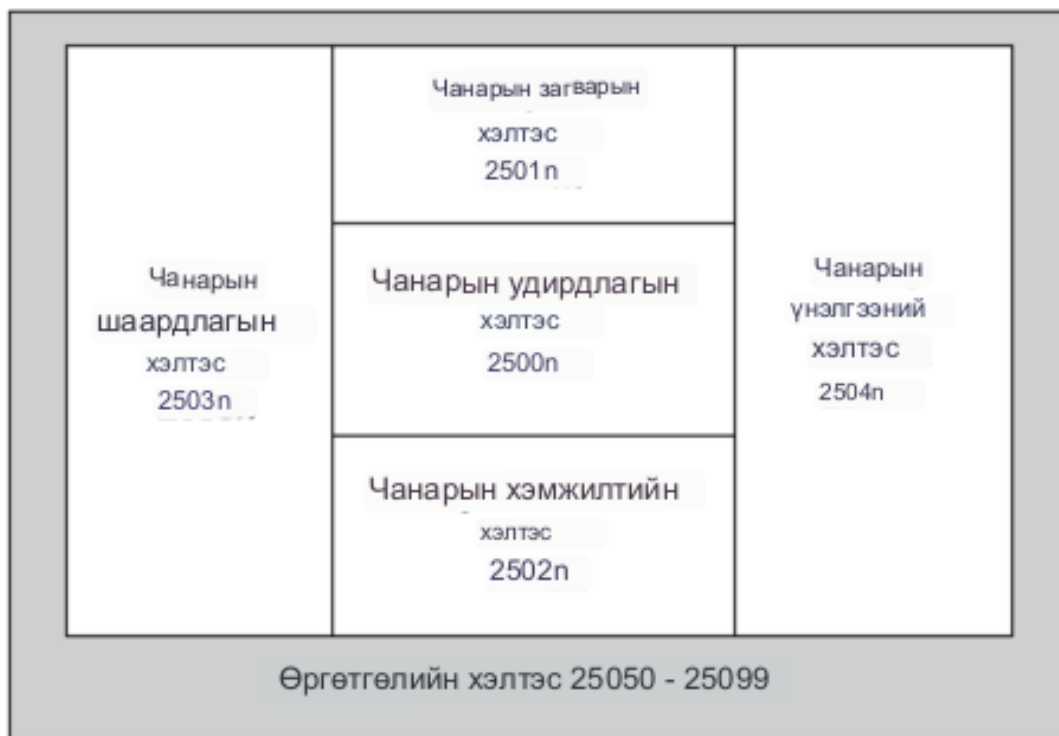 Чанарын загварын
хэлтэс
2501n
Чанарын
шаардлагын
хэлтэс
2503n
Чанарын удирдлагын
хэлтэс
2500n
Чанарын
үнэлгээний
хэлтэс
2504n
Чанарын хэмжилтийн
хэлтэс
2502n
Өргөтгөлийн хэлтэс 25050 - 25099